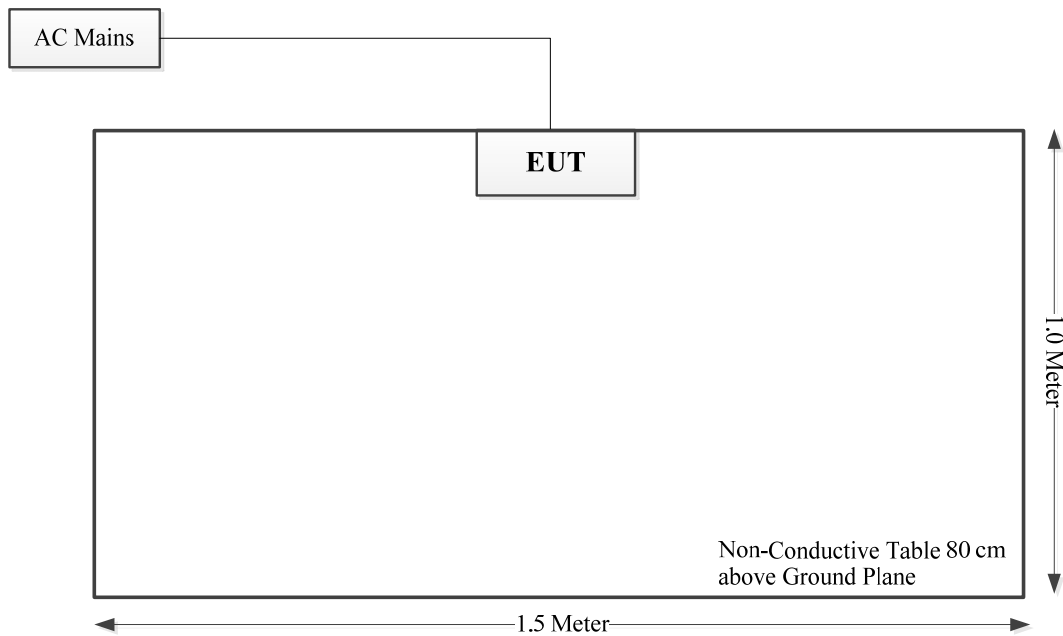 AC Mains
EUT
1.0 Meter
Non-Conductive Table 80 cm
above Ground Plane
1.5 Meter